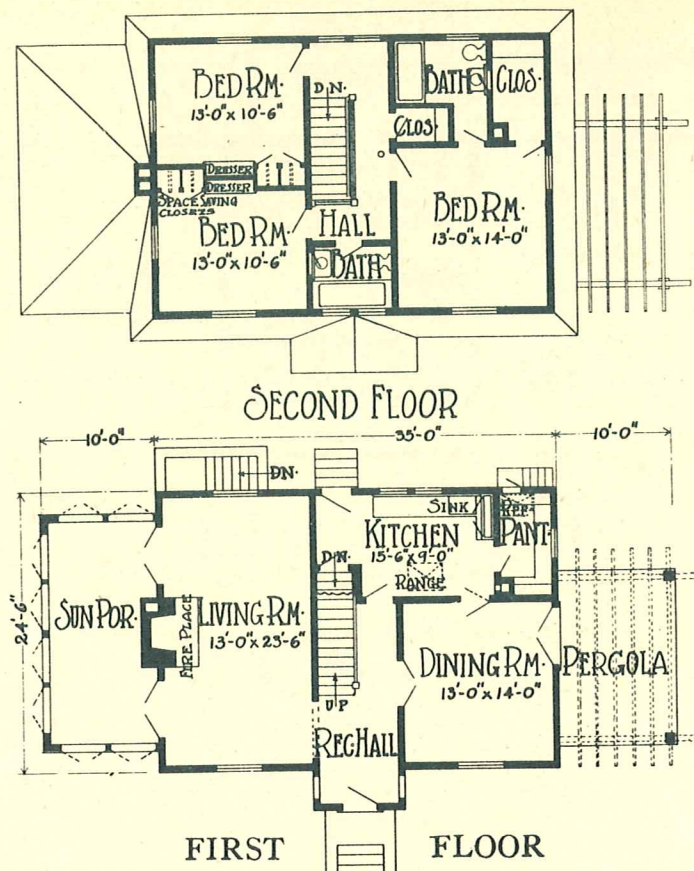 BED RM.
13'-0" x 10'-6"
DN.
BATH
CLOS.
CLOS.
DRESSER
DRESSER
SPACE SAVING
CLOSETS
BED RM.
13'-0" x 10'-6"
HALL
BATH
BED RM.
13'-0" x 14'-0"
SECOND FLOOR
10'-0"
35'-0"
10'-0"
DN.
SINK
REF.
PANT.
KITCHEN
15'-6" x 9'-0"
RANGE
DN.
24'-6"
SUN POR.
FIRE PLACE
LIVING RM.
13'-0" x 23'-6"
UP
REC HALL
DINING RM.
13'-0" x 14'-0"
PERGOLA
FIRST FLOOR